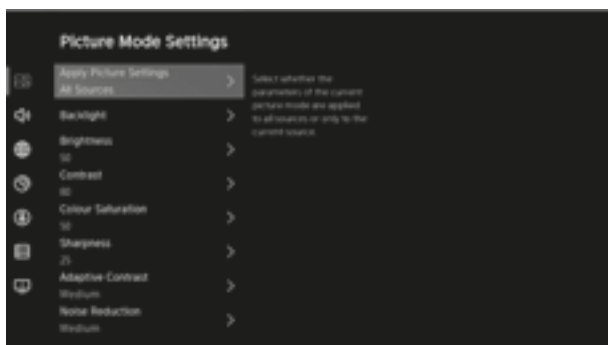 Picture Mode Settings
Apply Picture Settings
All Sources
Select whether the
parameters of the current
picture mode are applied
to all sources or only to the
current source.
Backlight
Brightness
50
Contrast
80
Colour Saturation
50
Sharpness
25
Adaptive Contrast
Medium
Noise Reduction
Medium